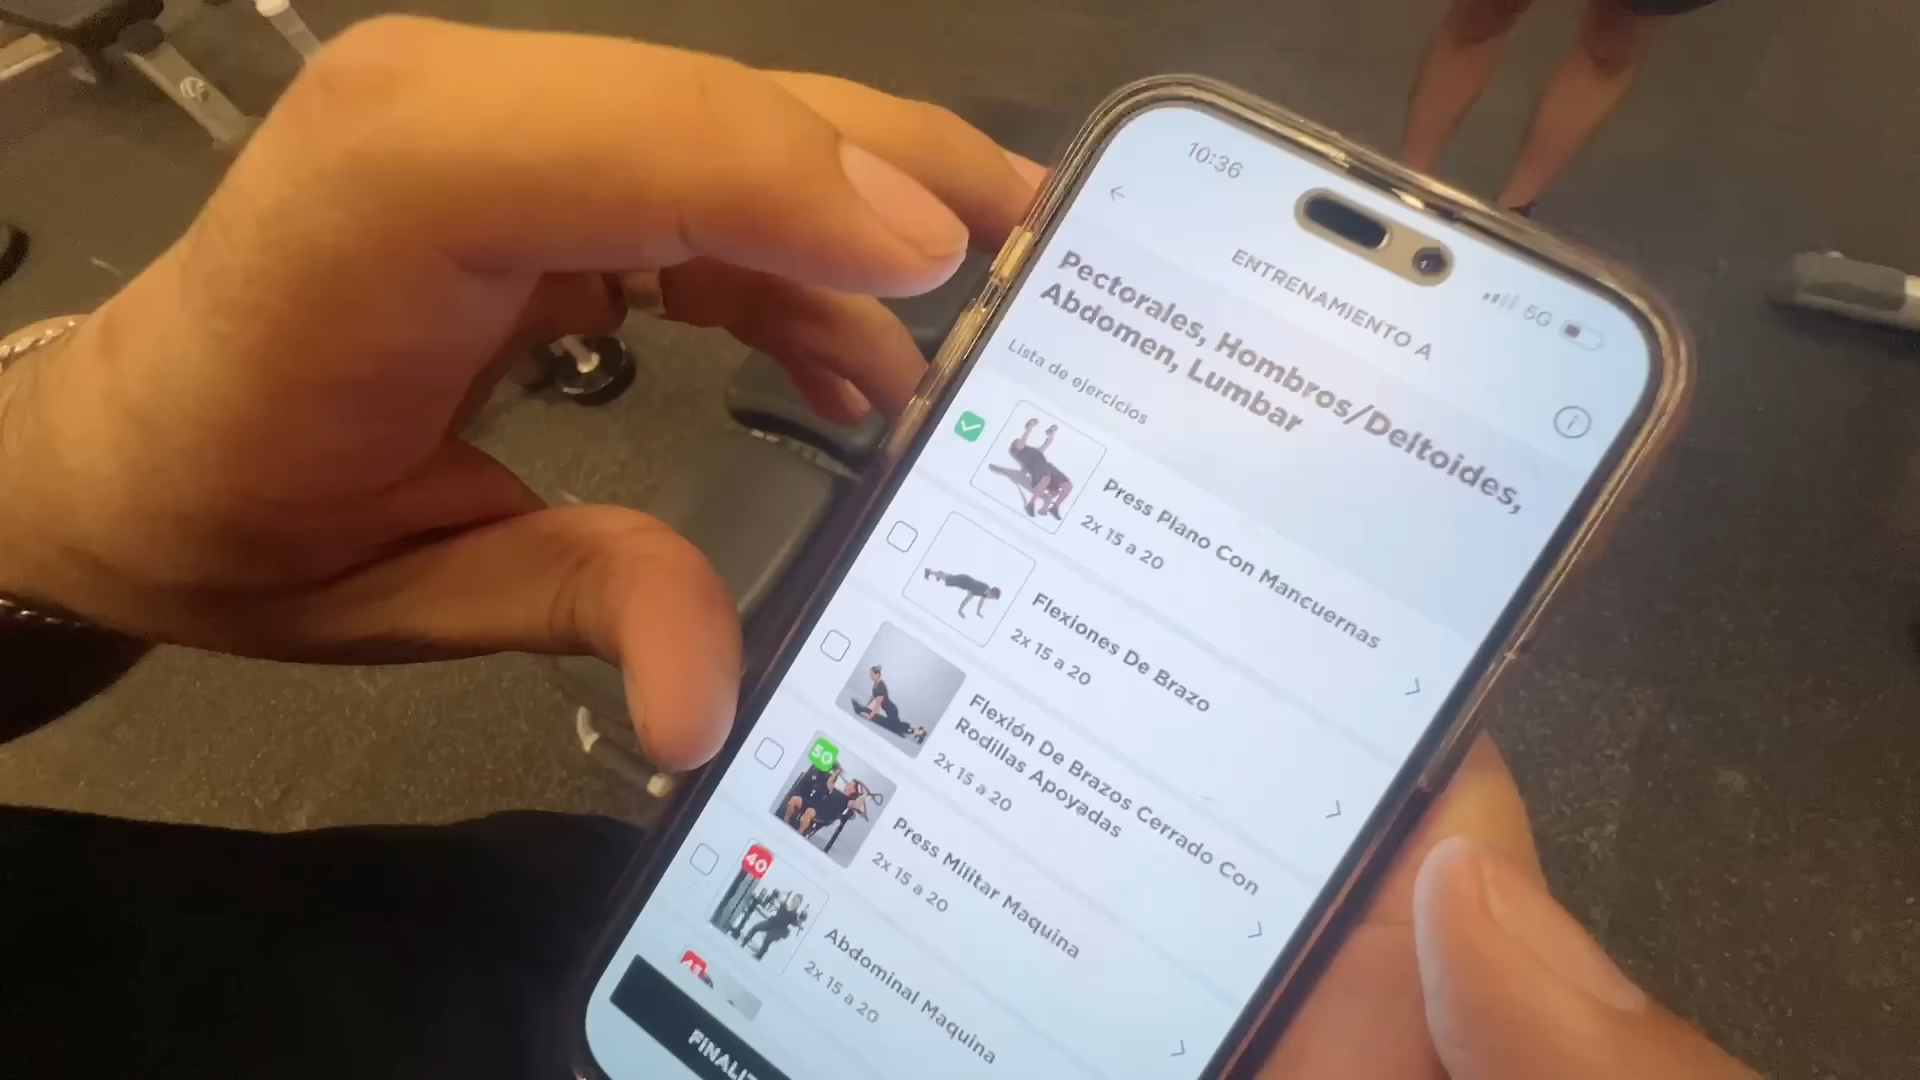 10:36
5G
ENTRENAMIENTO A
Pectorales, Hombros/Deltoides,
Abdomen, Lumbar
Lista de ejercicios
Press Plano Con Mancuernas
2x 15 a 20
Flexiones De Brazo
2x 15 a 20
Flexión De Brazos Cerrado Con
Rodillas Apoyadas
2x 15 a 20
50
Press Militar Maquina
2x 15 a 20
40
Abdominal Maquina
2x 15 a 20